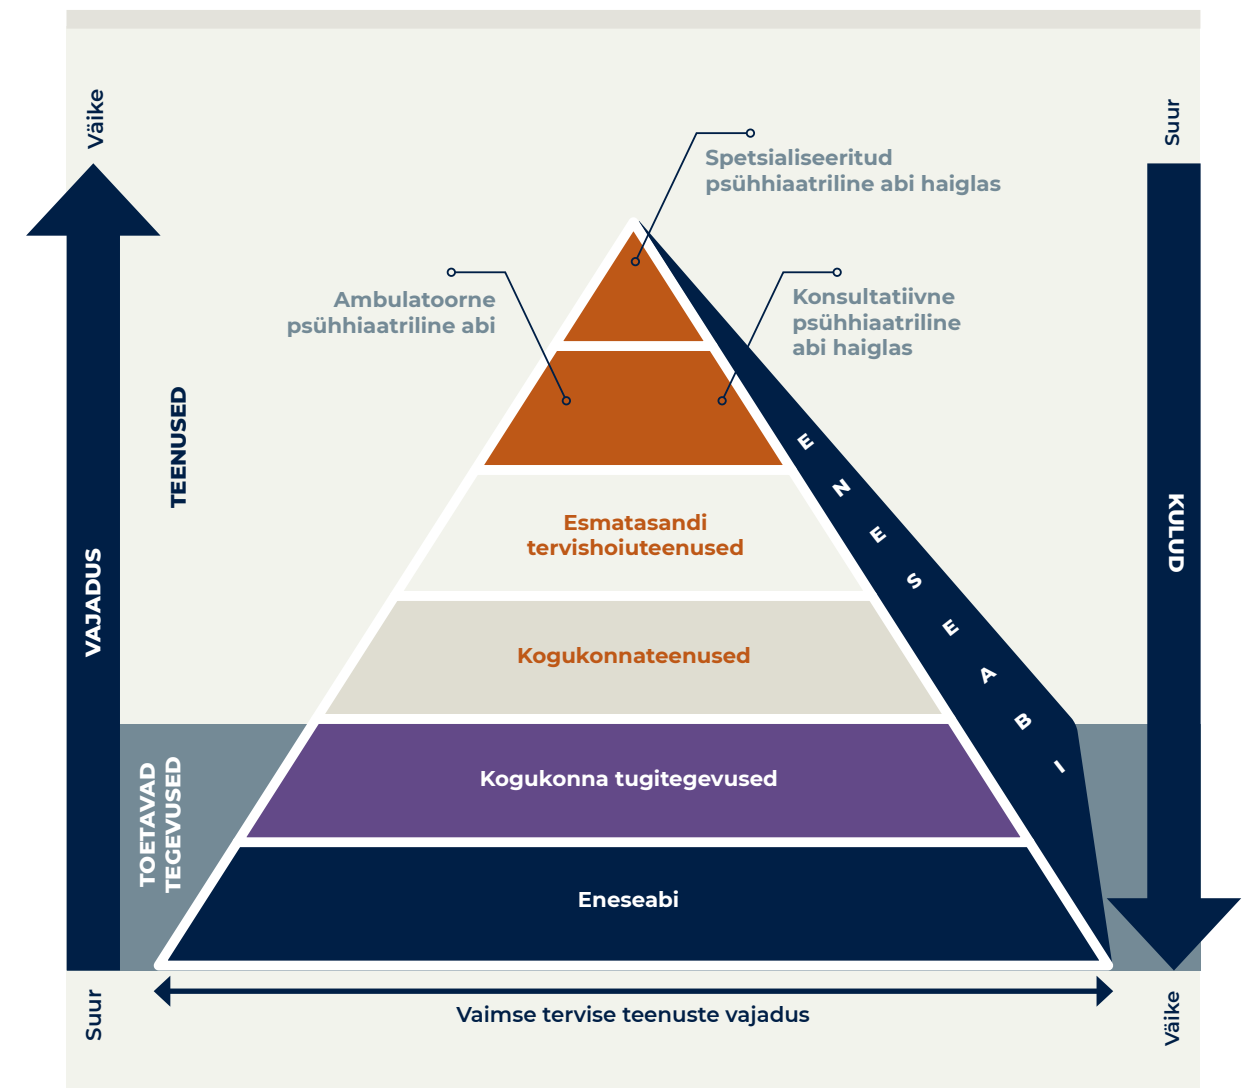 Väike
Suur
Spetsialiseeritud
psühhiaatriline abi haiglas
Ambulatoorne
psühhiaatriline abi
Konsultatiivne
psühhiaatriline
abi haiglas
TEENUSED
VAJADUS
KULUD
ENESEABI
Esmatasandi
tervishoiuteenused
Kogukonnateenused
TOETAVAD
TEGEVUSED
Kogukonna tugitegevused
Eneseabi
Suur
Väike
Vaimse tervise teenuste vajadus